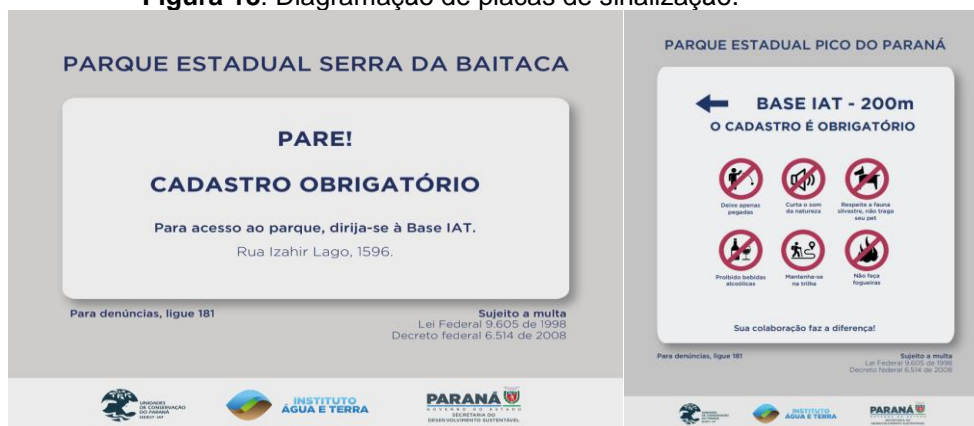 Figura 18. Diagramação de placas de sinalização.
PARQUE ESTADUAL SERRA DA BAITACA
PARE!
CADASTRO OBRIGATÓRIO
Para acesso ao parque, dirija-se à Base IAT.
Rua Izahir Lago, 1596.
Para denúncias, ligue 181
Sujeito a multa
Lei Federal 9.605 de 1998
Decreto federal 6.514 de 2008
UNIDADES
DE CONSERVAÇÃO
DO PARANÁ
INSTITUTO
ÁGUA E TERRA
PARANÁ
GOVERNO DO ESTADO
SECRETARIA DO
DESENVOLVIMENTO SUSTENTÁVEL
PARQUE ESTADUAL PICO DO PARANÁ
BASE IAT - 200m
O CADASTRO É OBRIGATÓRIO
Deixe apenas
pegadas
Curta o som
da natureza
Respeite a fauna
silvestre, não traga
seu pet
Proibido bebidas
alcoólicas
Mantenha-se
na trilha
Não faça
fogueiras
Sua colaboração faz a diferença!
Para denúncias, ligue 181
Sujeito a multa
Lei Federal 9.605 de 1998
Decreto federal 6.514 de 2008
INSTITUTO
ÁGUA E TERRA
PARANÁ